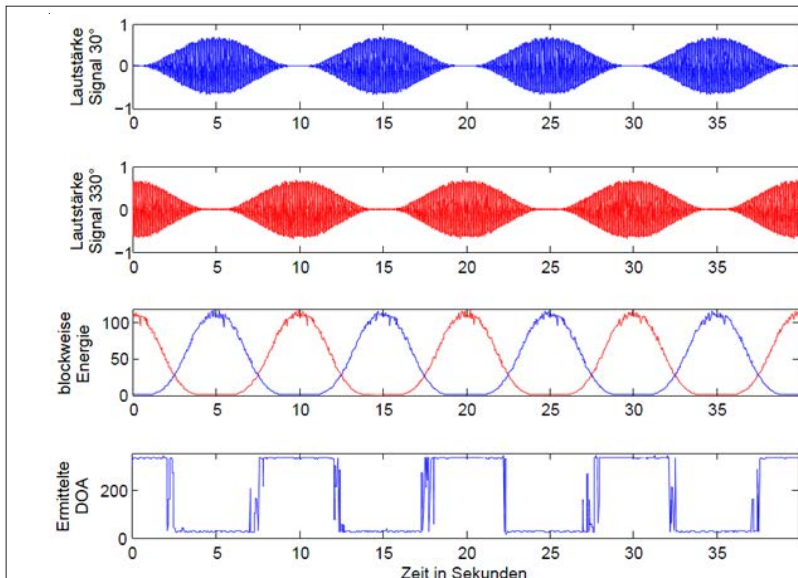 Lautstärke
Signal 30°
1
0
−1
0 5 10 15 20 25 30 35
Lautstärke
Signal 330°
1
0
−1
0 5 10 15 20 25 30 35
blockweise
Energie
100
50
0
0 5 10 15 20 25 30 35
Ermittelte
DOA
200
0
0 5 10 15 20 25 30 35
Zeit in Sekunden